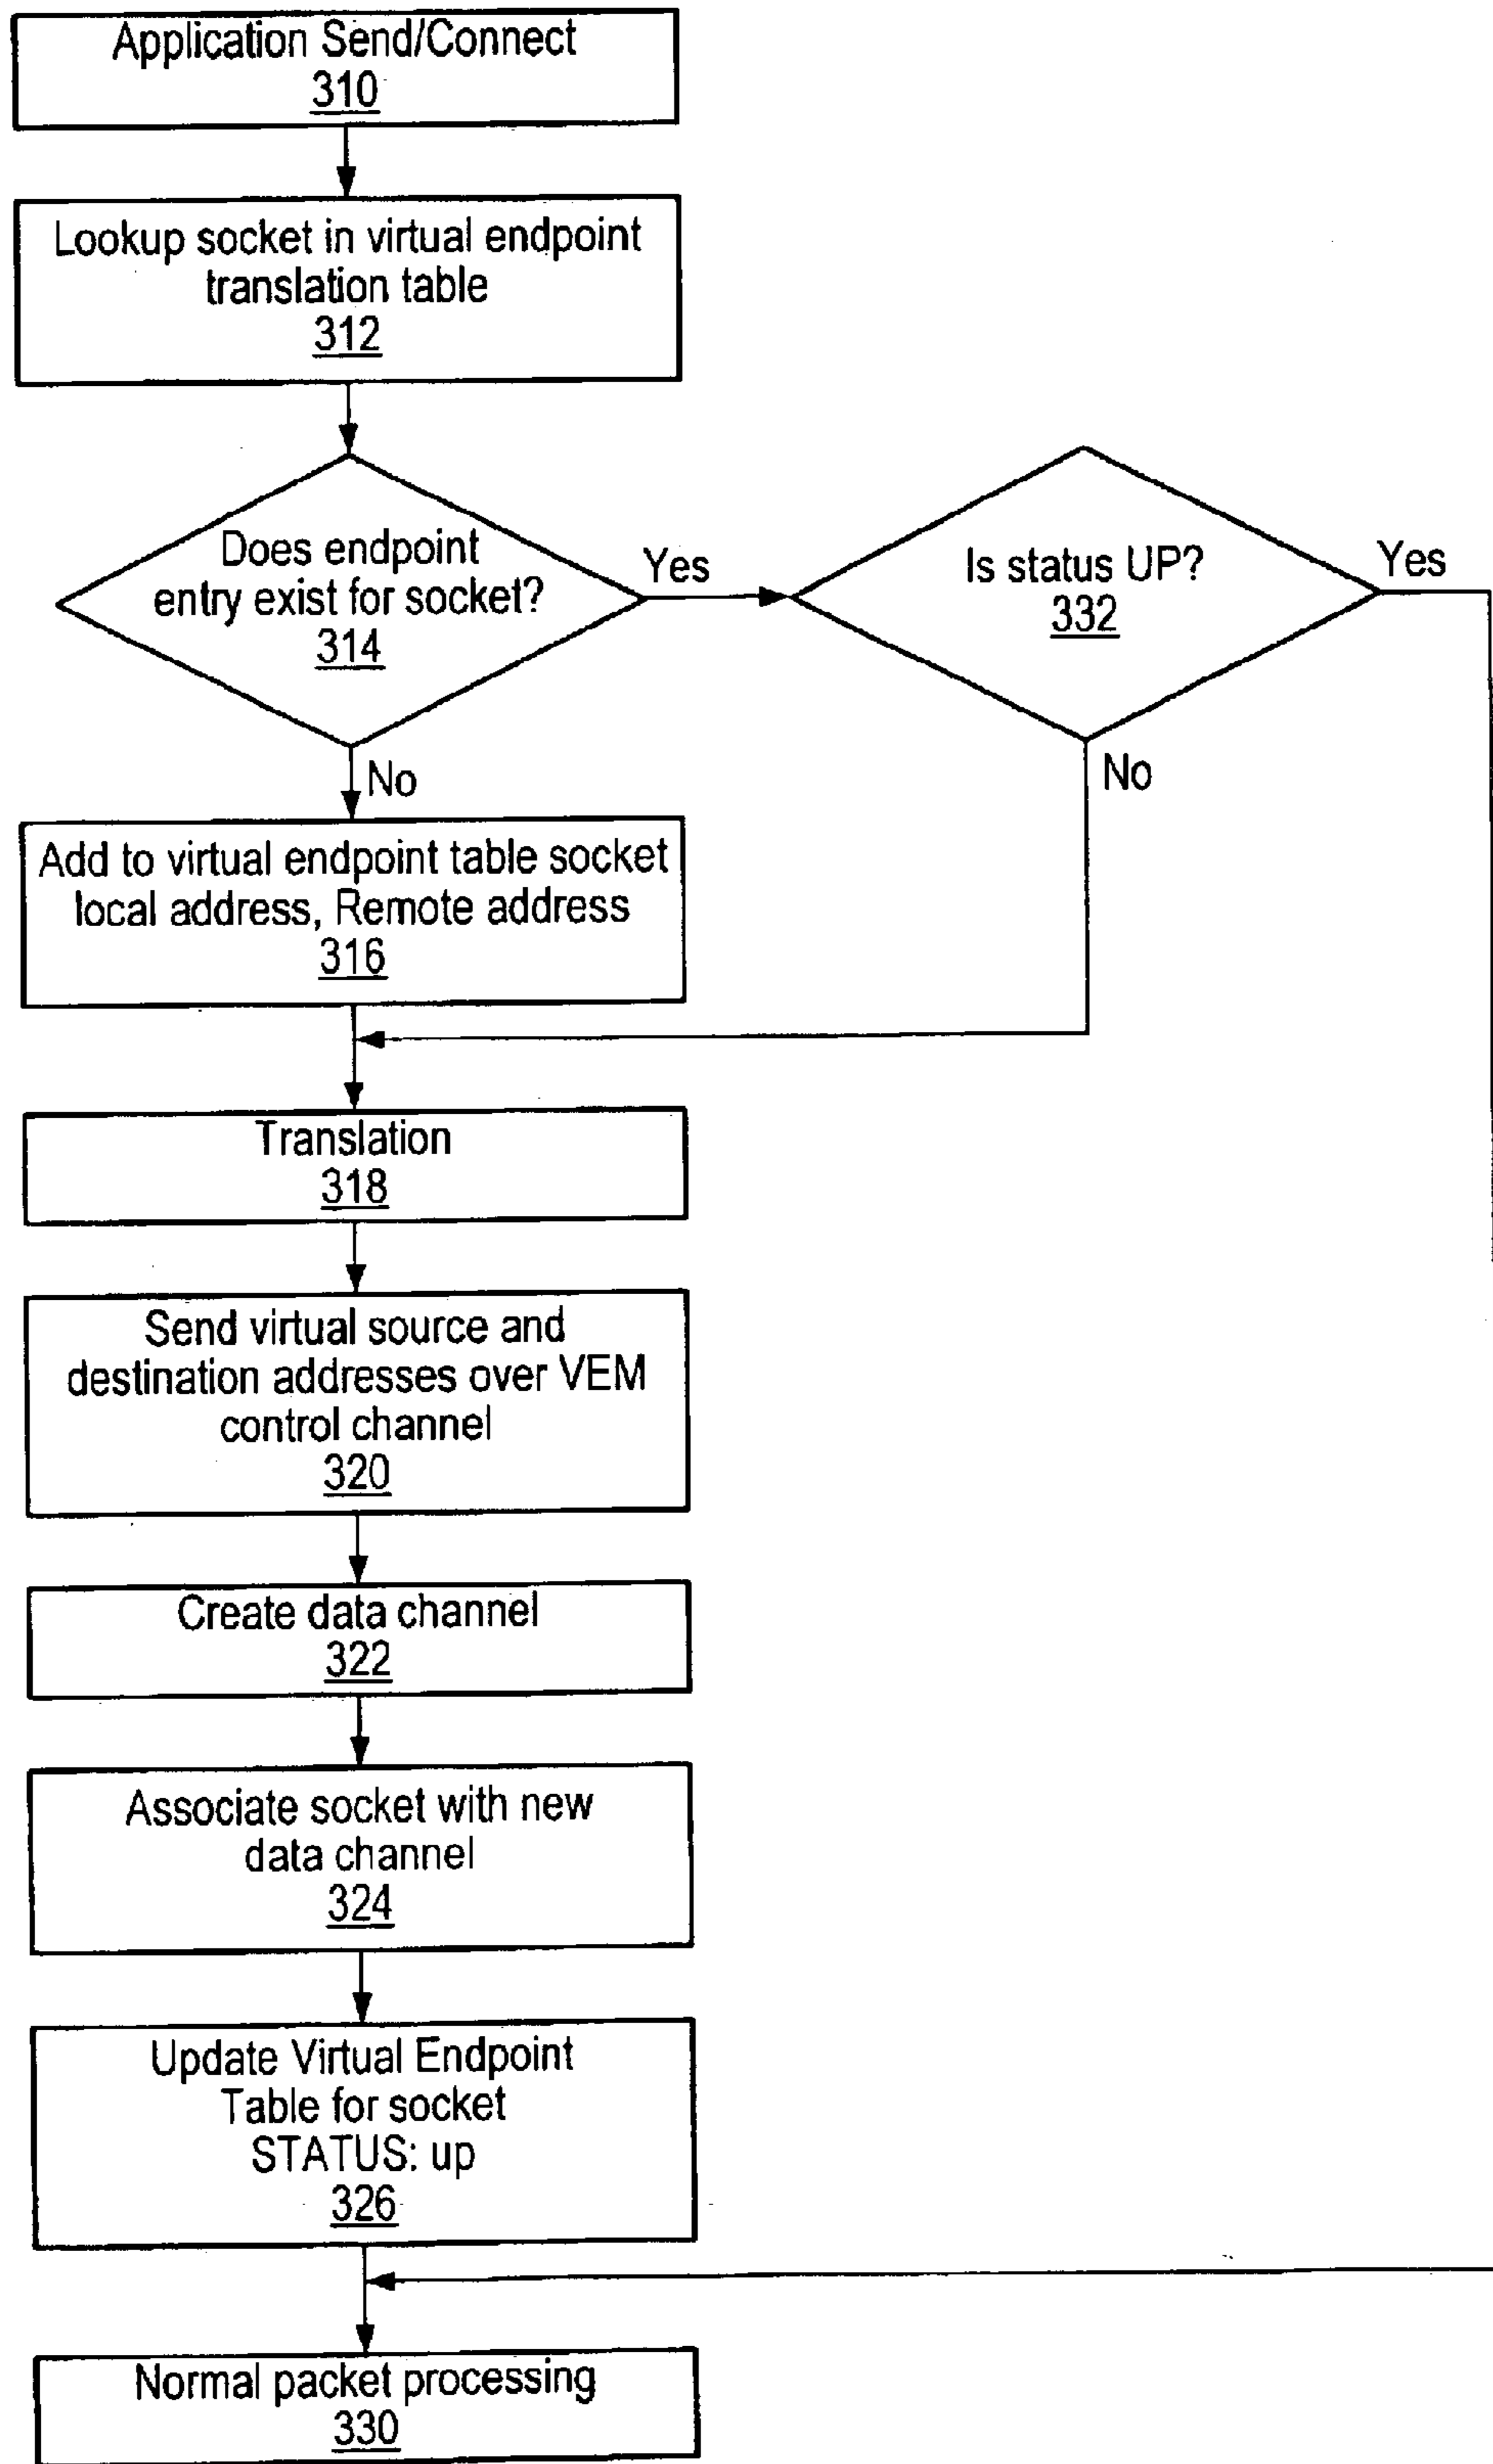 Application Send/Connect
310
Lookup socket in virtual endpoint
translation table
312
Does endpoint
entry exist for socket?
314
Yes
Is status UP?
332
Yes
No
No
Add to virtual endpoint table socket
local address, Remote address
316
Translation
318
Send virtual source and
destination addresses over VEM
control channel
320
Create data channel
322
Associate socket with new
data channel
324
Update Virtual Endpoint
Table for socket
STATUS: up
326
Normal packet processing
330